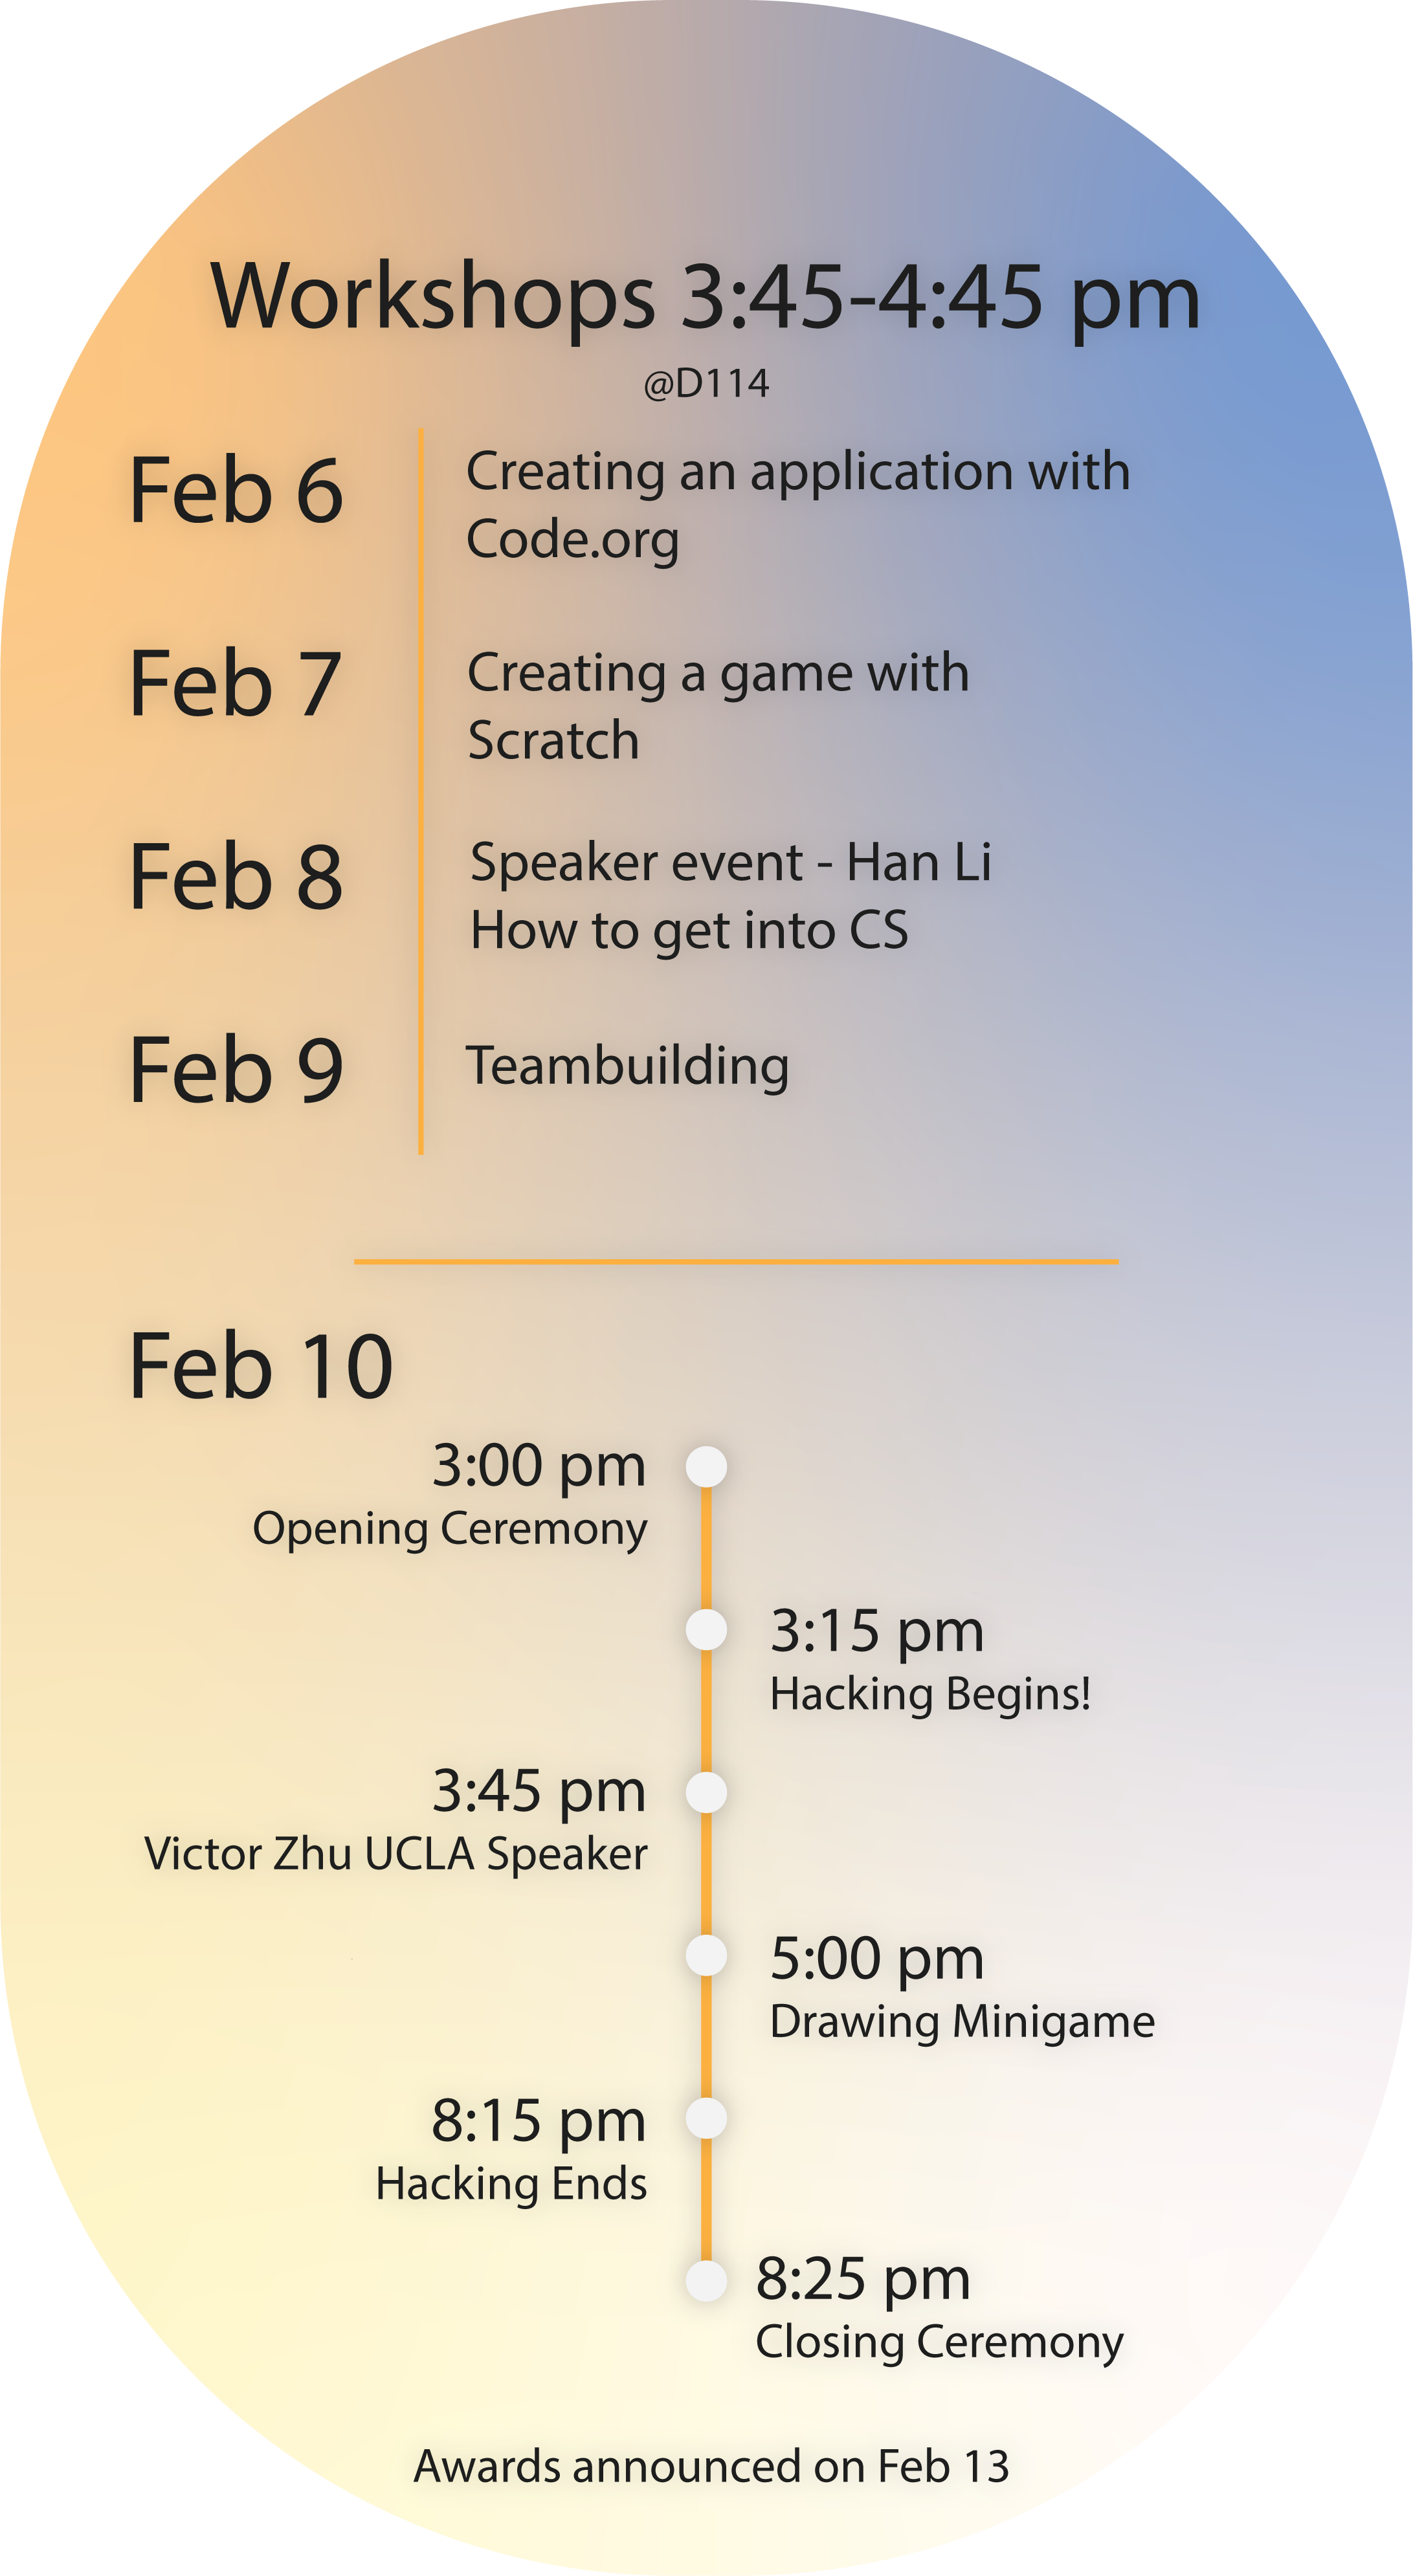 Workshops 3:45-4:45 pm
@D114
Feb 6
Creating an application with
Code.org
Feb 7
Creating a game with
Scratch
Feb 8
Speaker event - Han Li
How to get into CS
Feb 9
Teambuilding
Feb 10
3:00 pm
Opening Ceremony
3:15 pm
Hacking Begins!
3:45 pm
Victor Zhu UCLA Speaker
5:00 pm
Drawing Minigame
8:15 pm
Hacking Ends
8:25 pm
Closing Ceremony
Awards announced on Feb 13